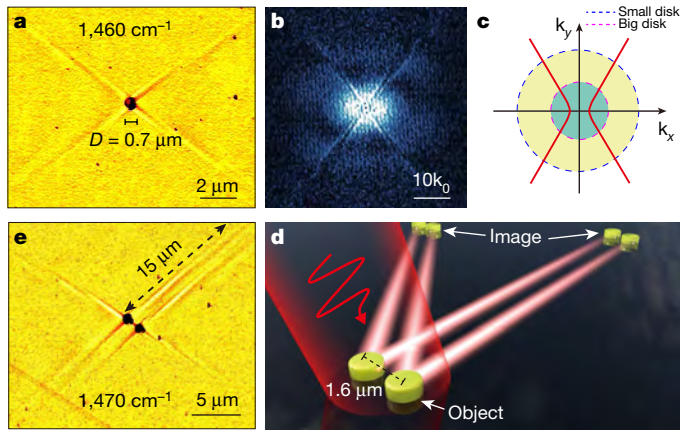 a
1,460 cm⁻¹
D = 0.7 μm
2 μm
b
10k₀
c
Small disk
Big disk
k_y
k_x
e
15 μm
1,470 cm⁻¹
5 μm
d
Image
1.6 μm
Object